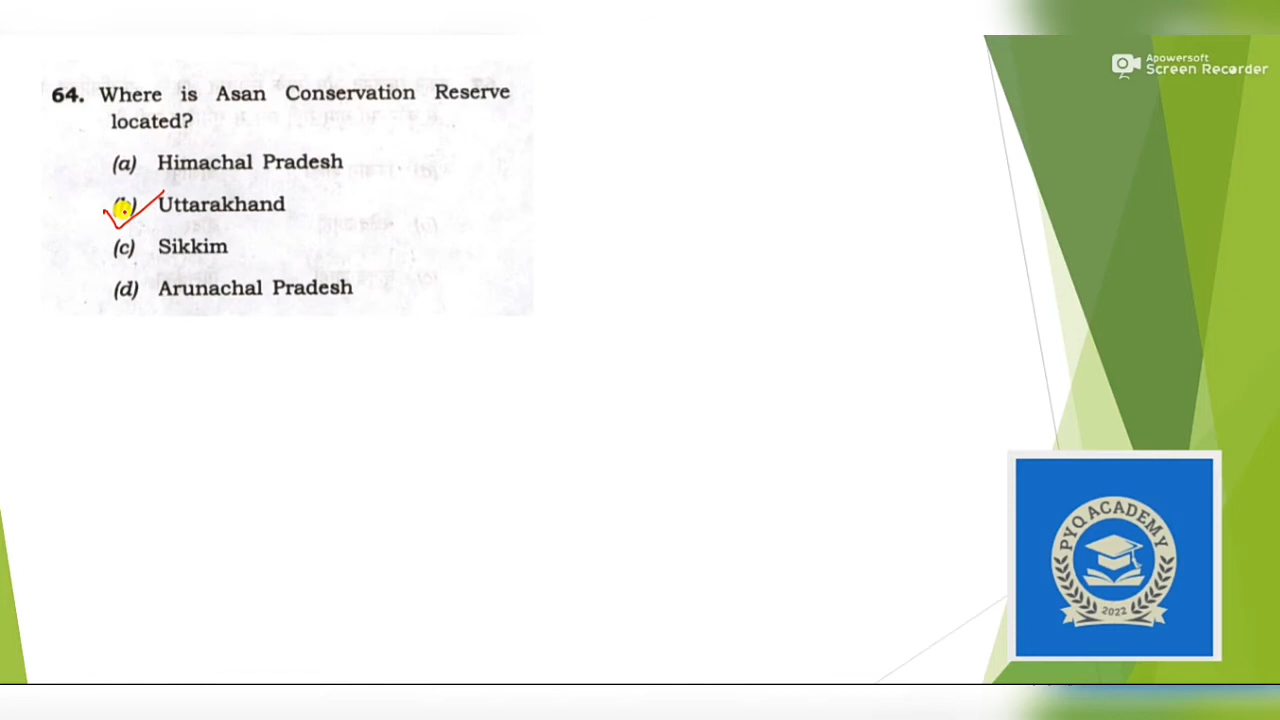 Apowersoft
Screen Recorder
64. Where is Asan Conservation Reserve
located?
(a) Himachal Pradesh
(b) Uttarakhand
(c) Sikkim
(d) Arunachal Pradesh
PYQ ACADEMY
2022